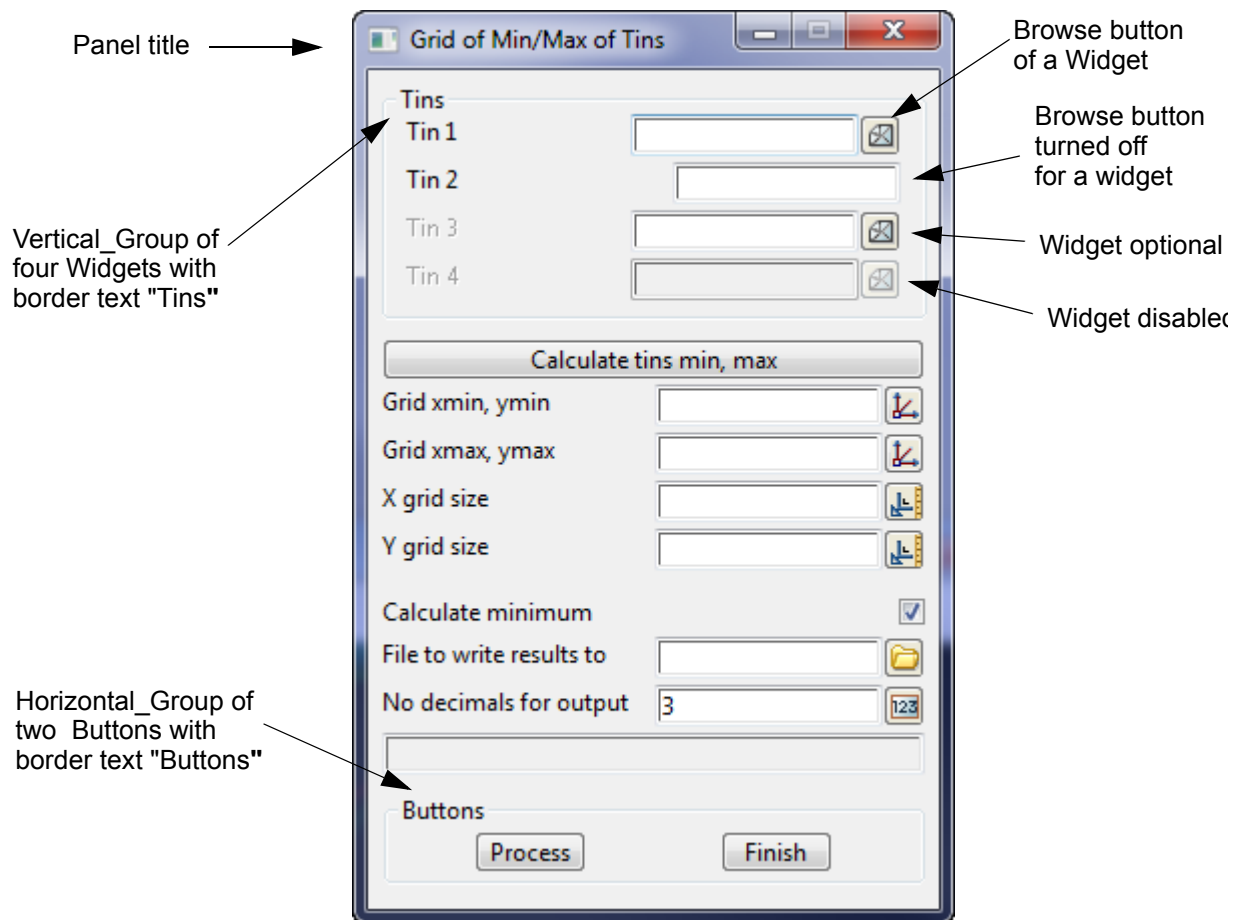 Panel title
Grid of Min/Max of Tins
Browse button
of a Widget
Tins
Tin 1
Browse button
turned off
for a widget
Tin 2
Vertical_Group of
four Widgets with
border text "Tins"
Tin 3
Widget optional
Tin 4
Widget disabled
Calculate tins min, max
Grid xmin, ymin
Grid xmax, ymax
X grid size
Y grid size
Calculate minimum
File to write results to
Horizontal_Group of
two Buttons with
border text "Buttons"
No decimals for output
3
123
Buttons
Process
Finish